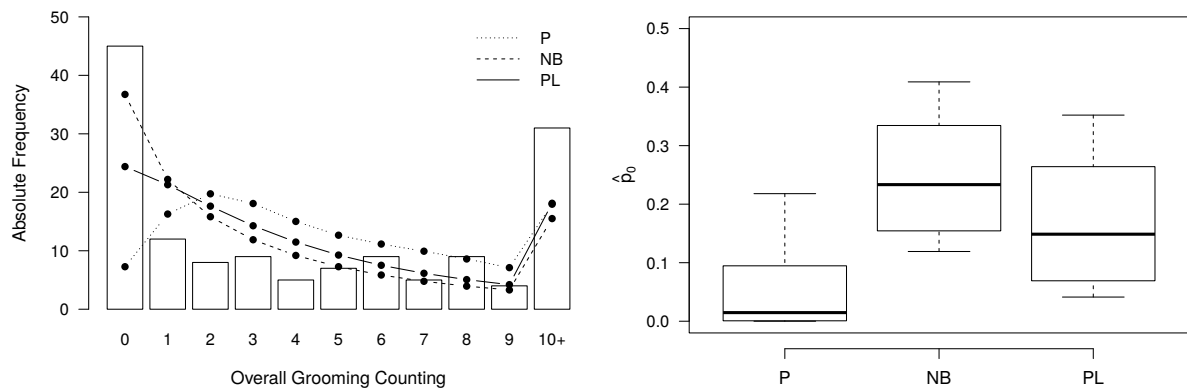 50
40
30
20
10
0
Absolute Frequency
P
NB
PL
0 1 2 3 4 5 6 7 8 9 10+
Overall Grooming Counting
0.5
0.4
0.3
0.2
0.1
0.0
p̂₀
P NB PL